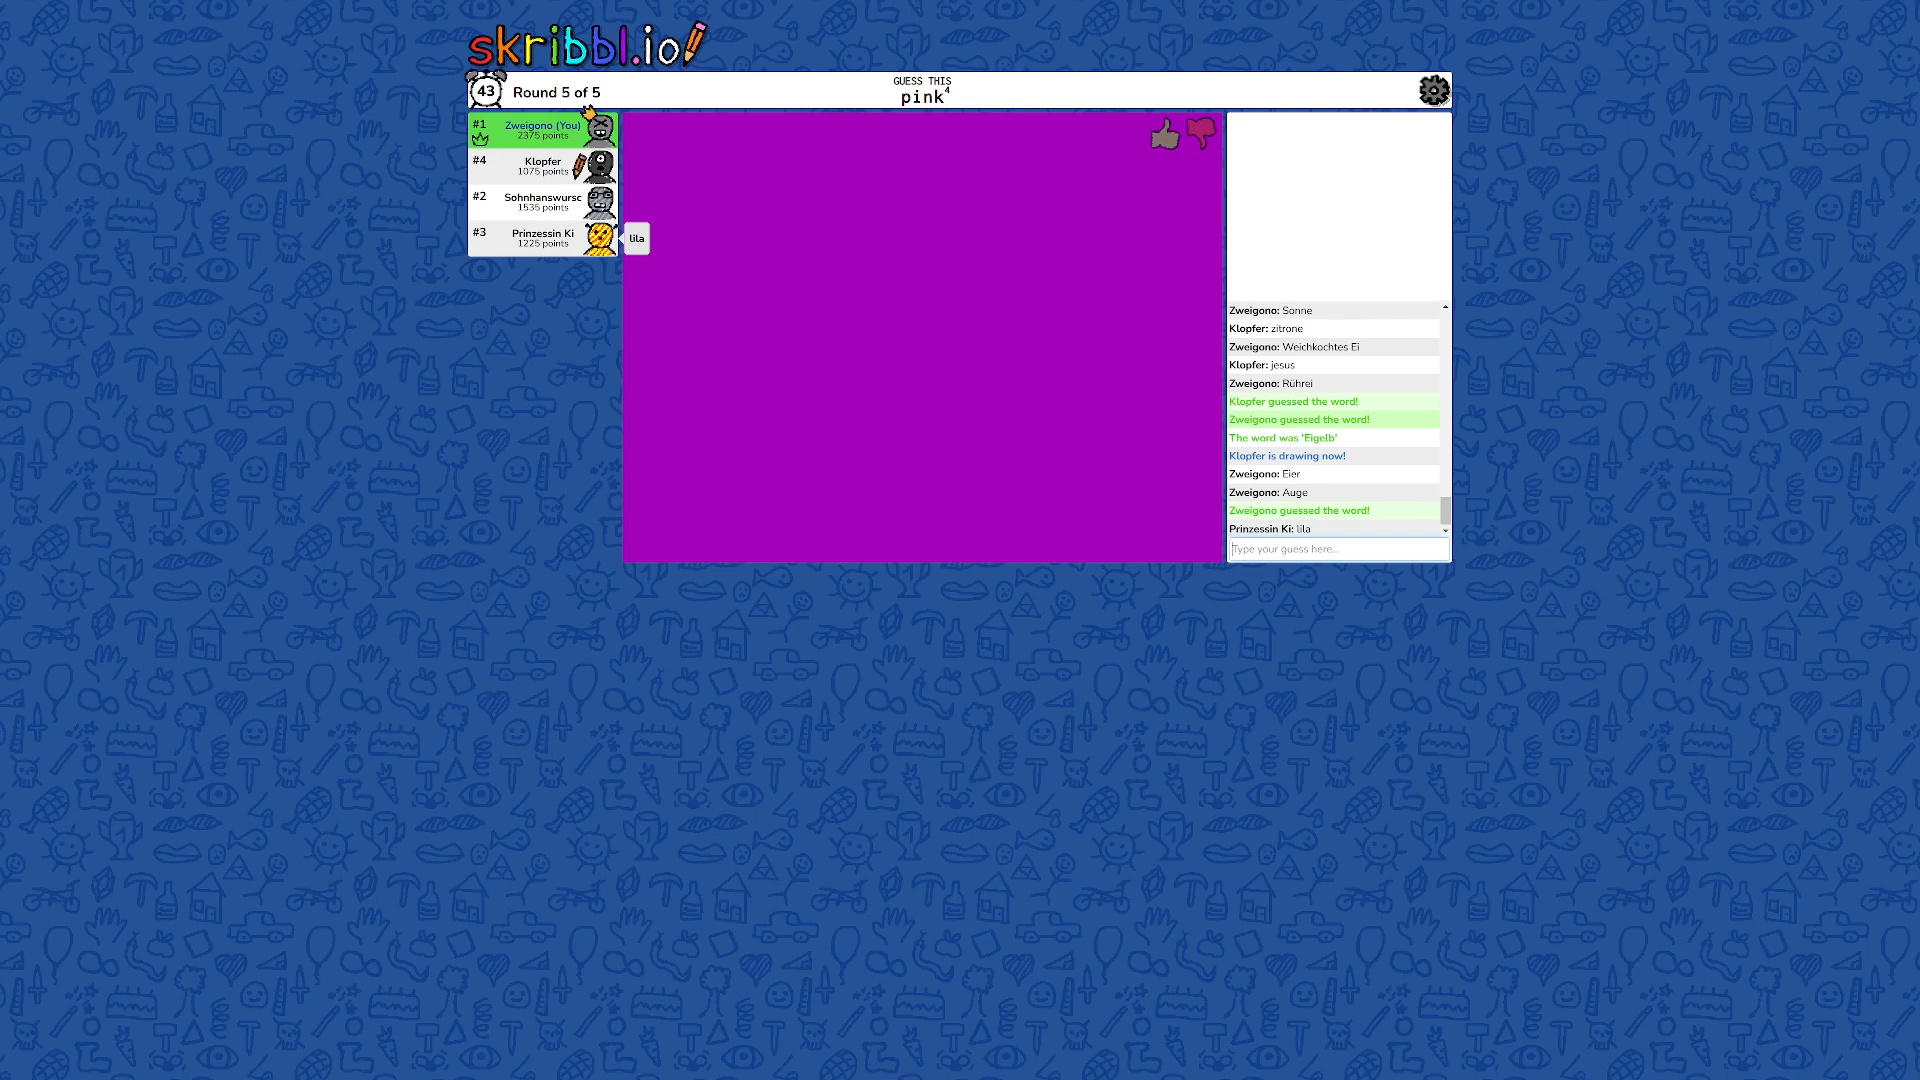 skribbl.io
43
Round 5 of 5
GUESS THIS
pink4
#1
Zweigono (You)
2375 points
#4
Klopfer
1075 points
#2
Sohnhanswursc
1535 points
#3
Prinzessin Ki
1225 points
lila
Zweigono: Sonne
Klopfer: zitrone
Zweigono: Weichkochtes Ei
Klopfer: jesus
Zweigono: Rührei
Klopfer guessed the word!
Zweigono guessed the word!
The word was 'Eigelb'
Klopfer is drawing now!
Zweigono: Eier
Zweigono: Auge
Zweigono guessed the word!
Prinzessin Ki: lila
Type your guess here...